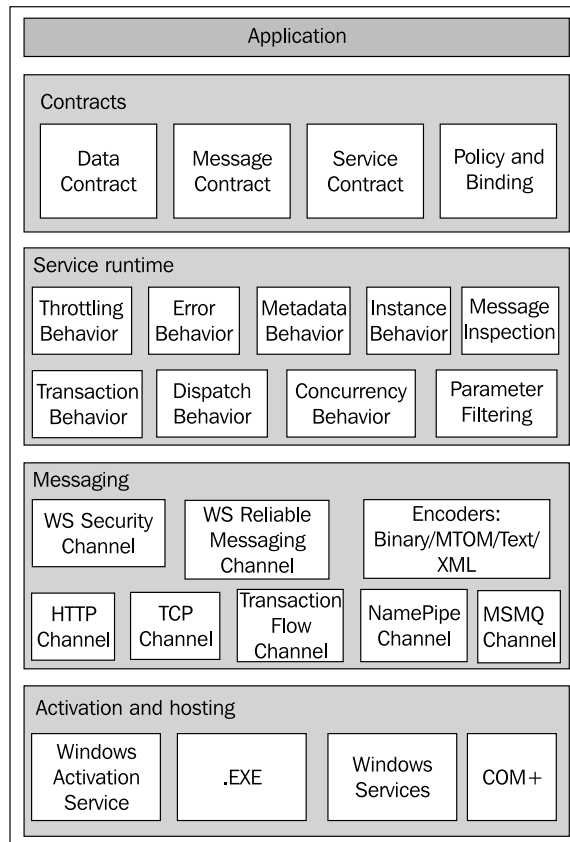 Application
Contracts
Data
Contract
Message
Contract
Service
Contract
Policy and
Binding
Service runtime
Throttling
Behavior
Error
Behavior
Metadata
Behavior
Instance
Behavior
Message
Inspection
Transaction
Behavior
Dispatch
Behavior
Concurrency
Behavior
Parameter
Filtering
Messaging
WS Security
Channel
WS Reliable
Messaging
Channel
Encoders:
Binary/MTOM/Text/
XML
HTTP
Channel
TCP
Channel
Transaction
Flow
Channel
NamePipe
Channel
MSMQ
Channel
Activation and hosting
Windows
Activation
Service
.EXE
Windows
Services
COM+